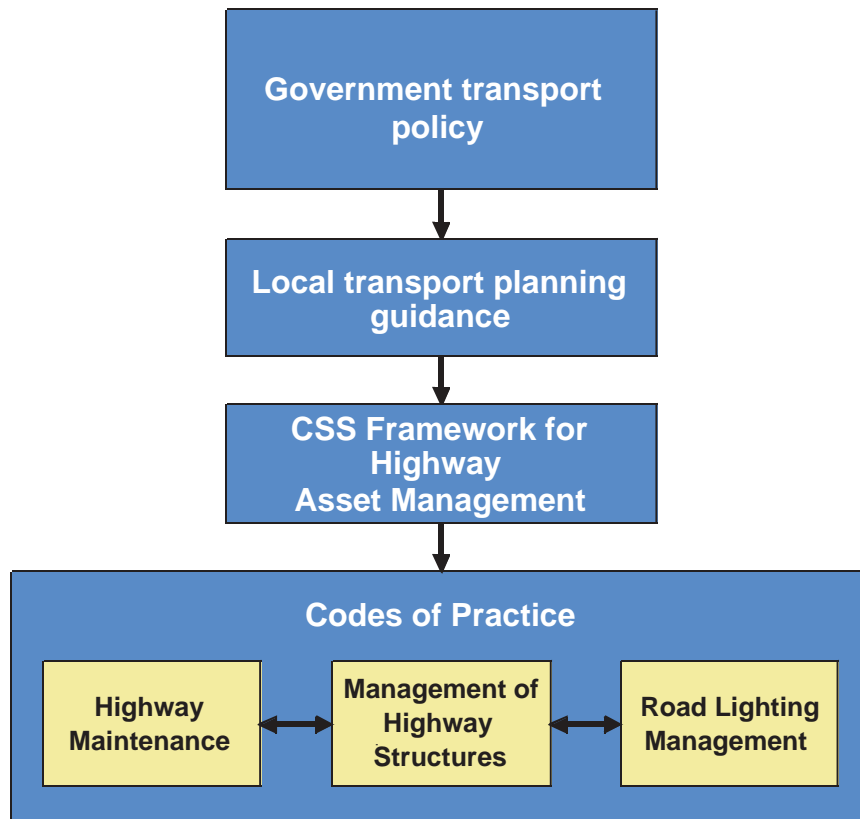 Government transport
policy
Local transport planning
guidance
CSS Framework for
Highway
Asset Management
Codes of Practice
Highway
Maintenance
Management of
Highway
Structures
Road Lighting
Management